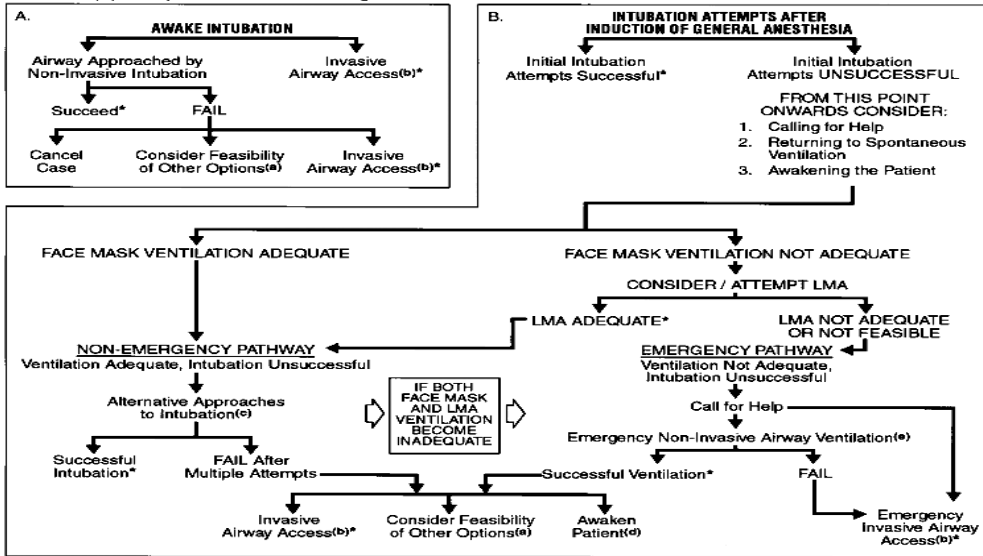 A.
AWAKE INTUBATION
Airway Approached by
Non-Invasive Intubation
Invasive
Airway Access(b)*
Succeed*
FAIL
Cancel
Case
Consider Feasibility
of Other Options(a)
Invasive
Airway Access(b)*
B.
INTUBATION ATTEMPTS AFTER
INDUCTION OF GENERAL ANESTHESIA
Initial Intubation
Attempts Successful*
Initial Intubation
Attempts UNSUCCESSFUL
FROM THIS POINT
ONWARDS CONSIDER:
1. Calling for Help
2. Returning to Spontaneous
Ventilation
3. Awakening the Patient
FACE MASK VENTILATION ADEQUATE
FACE MASK VENTILATION NOT ADEQUATE
CONSIDER / ATTEMPT LMA
LMA ADEQUATE*
LMA NOT ADEQUATE
OR NOT FEASIBLE
NON-EMERGENCY PATHWAY
Ventilation Adequate, Intubation Unsuccessful
EMERGENCY PATHWAY
Ventilation Not Adequate,
Intubation Unsuccessful
IF BOTH
FACE MASK
AND LMA
VENTILATION
BECOME
INADEQUATE
Alternative Approaches
to Intubation(c)
Call for Help
Emergency Non-Invasive Airway Ventilation(e)
Successful
Intubation*
FAIL After
Multiple Attempts
Successful Ventilation*
FAIL
Invasive
Airway Access(b)*
Consider Feasibility
of Other Options(a)
Awaken
Patient(d)
Emergency
Invasive Airway
Access(b)*